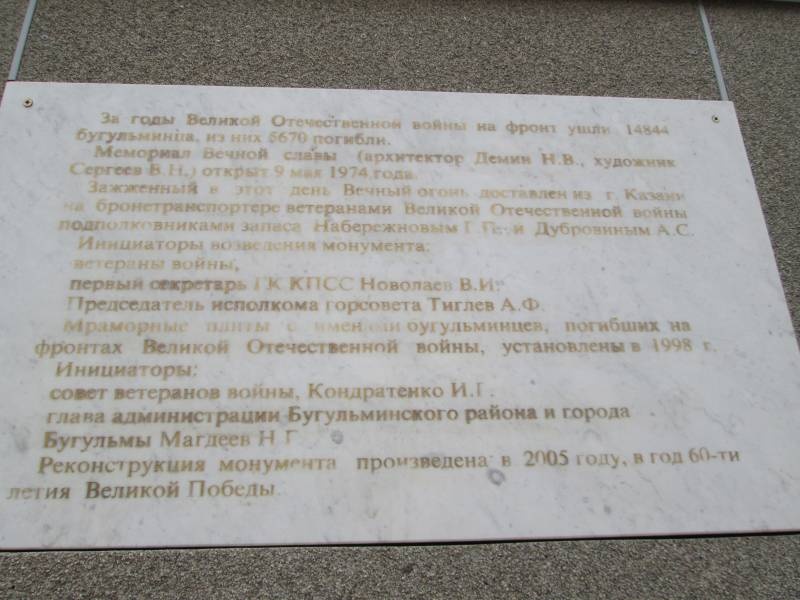 За годы Великой Отечественной войны на фронт ушли 14844
бугульминца, из них 5670 погибли.
Мемориал Вечной славы (архитектор Демин Н.В., художник
Сергеев В.Н.) открыт 9 мая 1974 года.
Зажженный в этот день Вечный огонь доставлен из г. Казани
на бронетранспортере ветеранами Великой Отечественной войны
подполковниками запаса Набережновым Г.Г. и Дубровиным А.С.
Инициаторы возведения монумента:
ветераны войны,
первый секретарь ГК КПСС Новолаев В.И.
Председатель исполкома горсовета Тиглев А.Ф.
Мраморные плиты с именами бугульминцев, погибших на
фронтах Великой Отечественной войны, установлены в 1998 г.
Инициаторы:
совет ветеранов войны, Кондратенко И.Г.
глава администрации Бугульминского района и города
Бугульмы Магдеев Н Г
Реконструкция монумента произведена в 2005 году, в год 60-ти
летия Великой Победы.